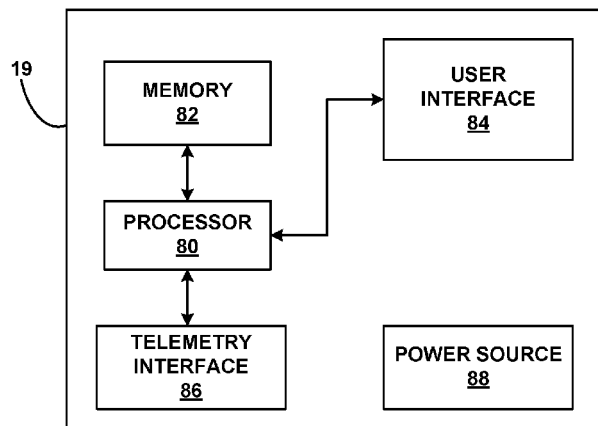 19
MEMORY
82
USER
INTERFACE
84
PROCESSOR
80
TELEMETRY
INTERFACE
86
POWER SOURCE
88